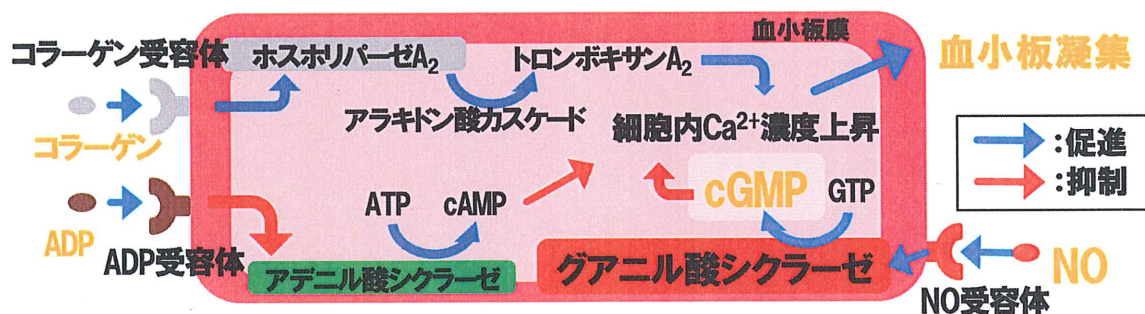 血小板膜
コラーゲン受容体
ホスホリパーゼA₂
トロンボキサンA₂
血小板凝集
アラキドン酸カスケード
細胞内Ca²⁺濃度上昇
コラーゲン
:促進
:抑制
ATP
cAMP
cGMP
GTP
ADP
ADP受容体
アデニル酸シクラーゼ
グアニル酸シクラーゼ
NO
NO受容体